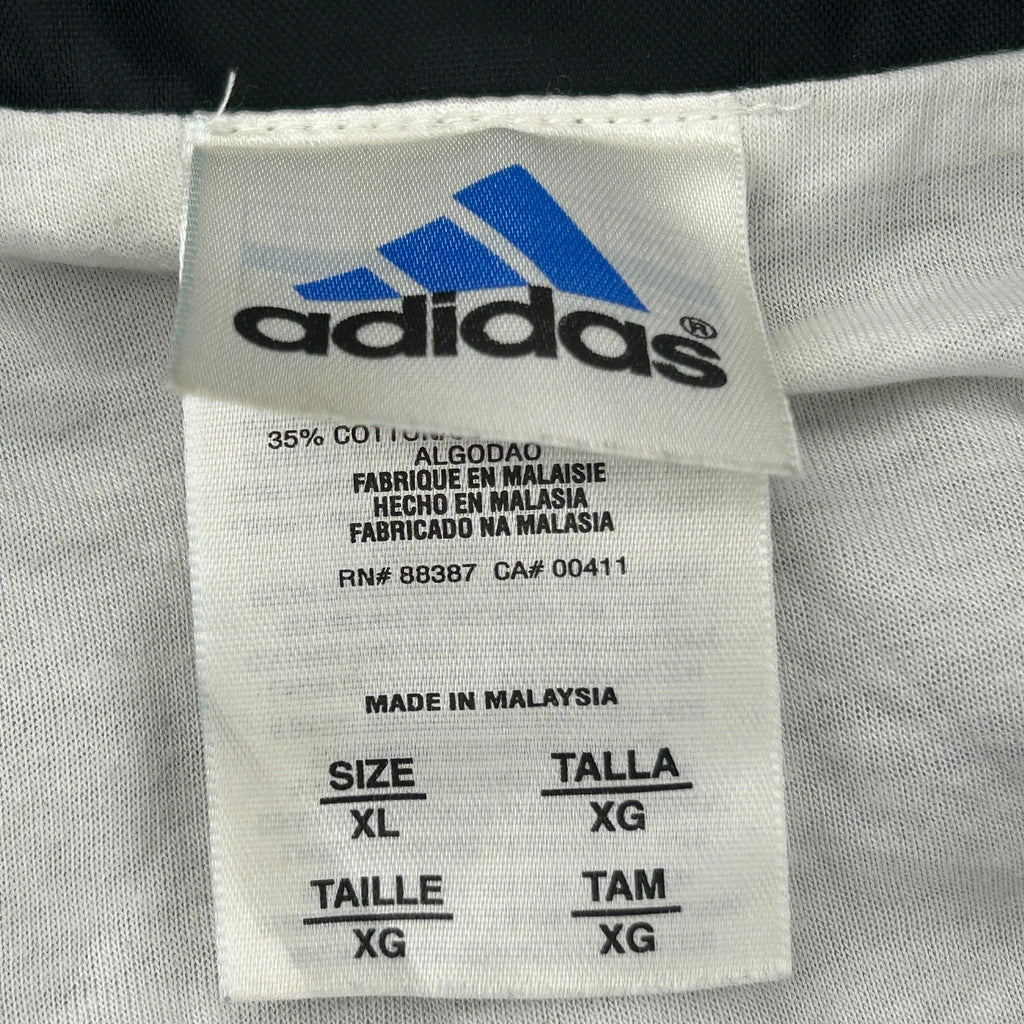 adidas®
35% COTTON
ALGODAO
FABRIQUE EN MALAISIE
HECHO EN MALASIA
FABRICADO NA MALASIA
RN# 88387 CA# 00411
MADE IN MALAYSIA
SIZE TALLA
XL XG
TAILLE TAM
XG XG